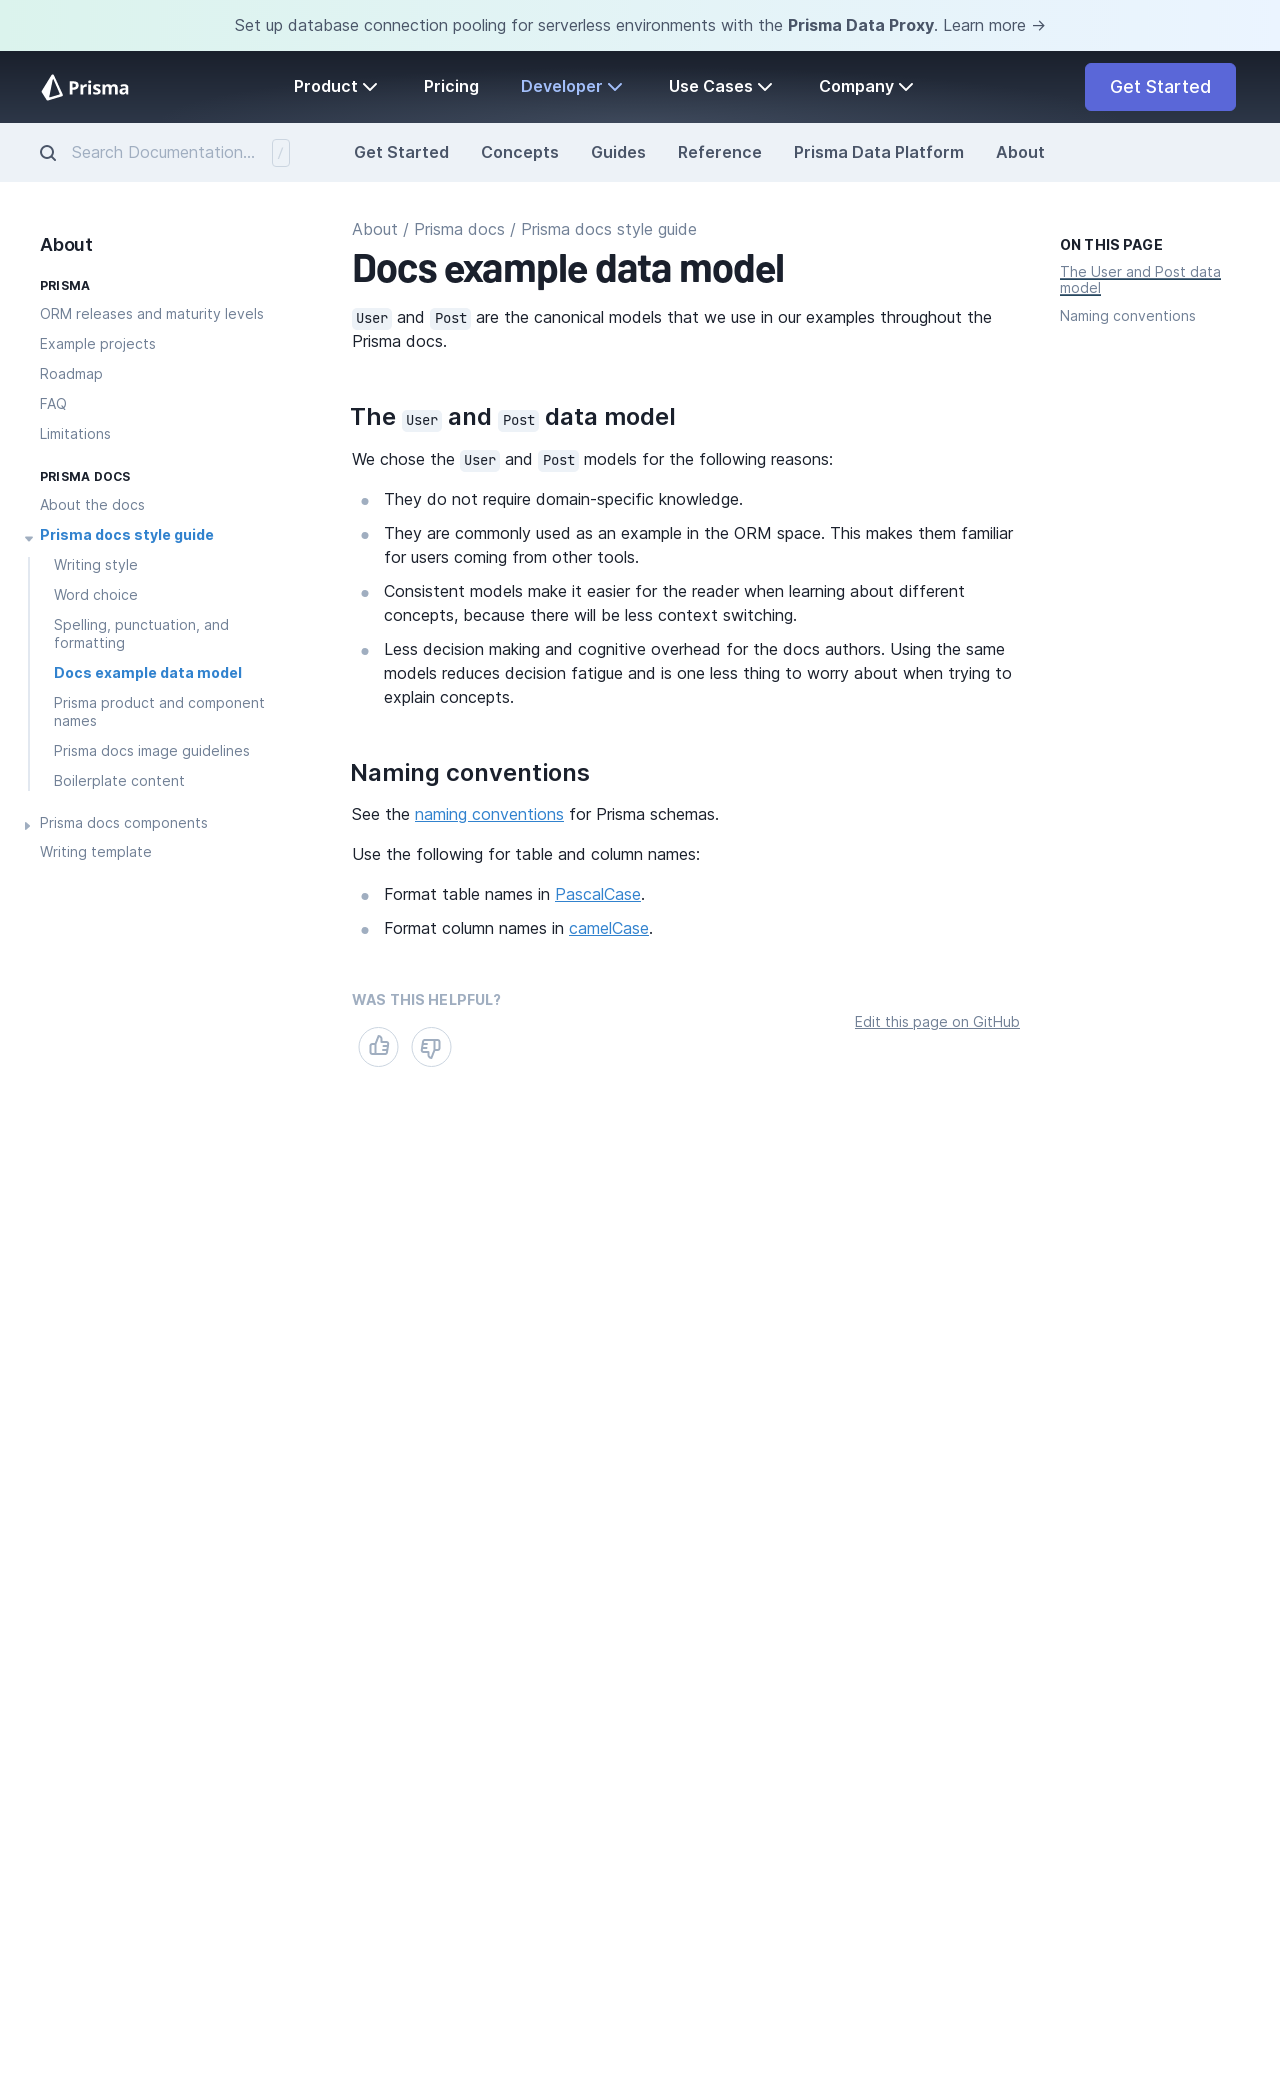 Set up database connection pooling for serverless environments with the Prisma Data Proxy. Learn more →
Prisma
Product
Pricing
Developer
Use Cases
Company
Get Started
Search Documentation...
/
Get Started
Concepts
Guides
Reference
Prisma Data Platform
About
About
PRISMA
ORM releases and maturity levels
Example projects
Roadmap
FAQ
Limitations
PRISMA DOCS
About the docs
Prisma docs style guide
Writing style
Word choice
Spelling, punctuation, and
formatting
Docs example data model
Prisma product and component
names
Prisma docs image guidelines
Boilerplate content
Prisma docs components
Writing template
About / Prisma docs / Prisma docs style guide
Docs example data model
User and Post are the canonical models that we use in our examples throughout the
Prisma docs.
The User and Post data model
We chose the User and Post models for the following reasons:
They do not require domain-specific knowledge.
They are commonly used as an example in the ORM space. This makes them familiar
for users coming from other tools.
Consistent models make it easier for the reader when learning about different
concepts, because there will be less context switching.
Less decision making and cognitive overhead for the docs authors. Using the same
models reduces decision fatigue and is one less thing to worry about when trying to
explain concepts.
Naming conventions
See the naming conventions for Prisma schemas.
Use the following for table and column names:
Format table names in PascalCase.
Format column names in camelCase.
WAS THIS HELPFUL?
Edit this page on GitHub
ON THIS PAGE
The User and Post data
model
Naming conventions